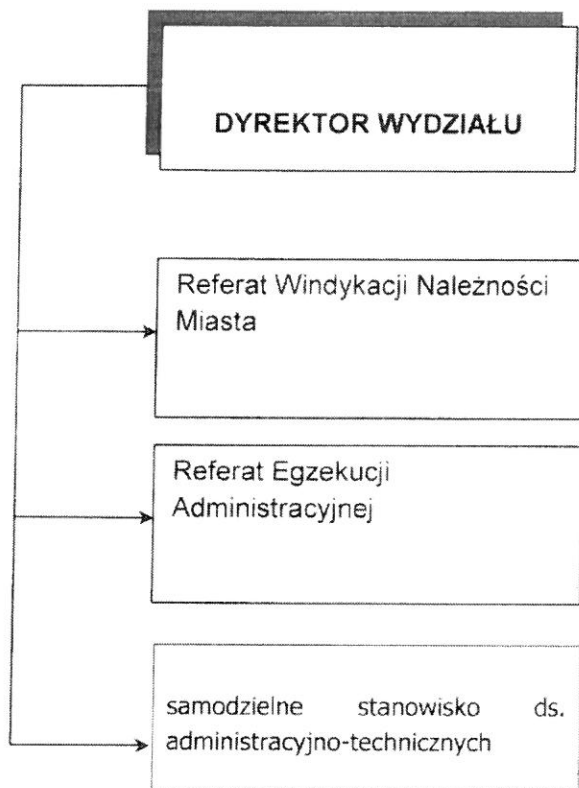 DYREKTOR WYDZIAŁU
Referat Windykacji Należności
Miasta
Referat Egzekucji
Administracyjnej
samodzielne stanowisko ds.
administracyjno-technicznych